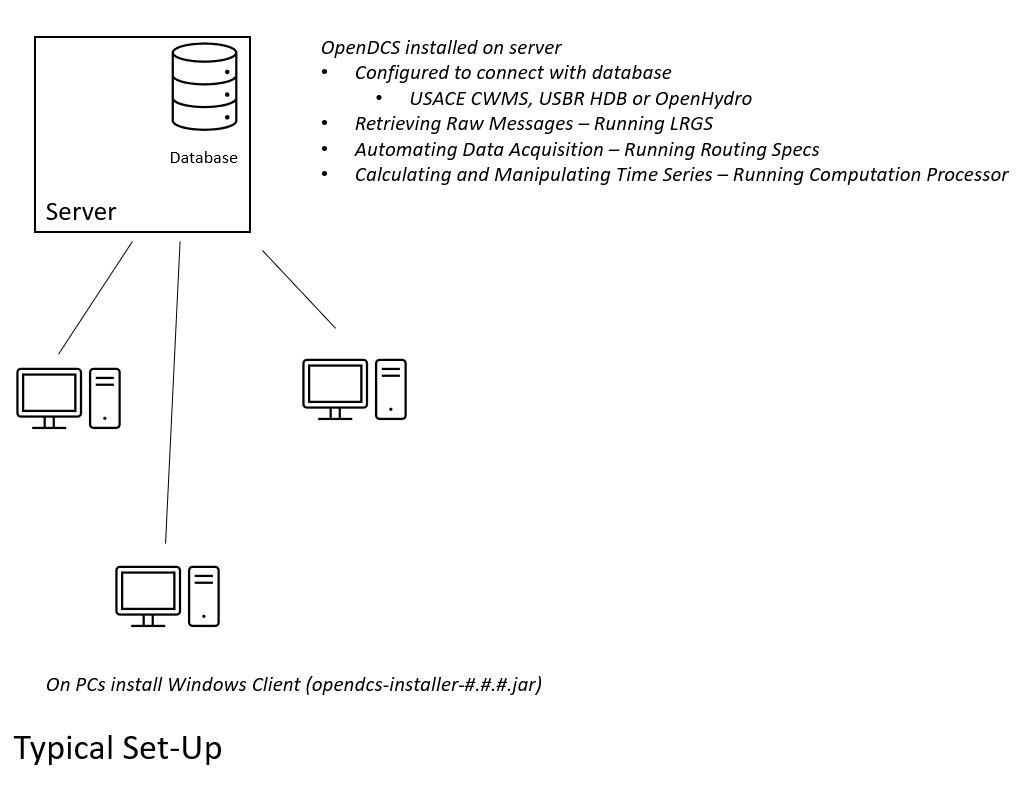 OpenDCS installed on server
• Configured to connect with database
• USACE CWMS, USBR HDB or OpenHydro
• Retrieving Raw Messages – Running LRGS
• Automating Data Acquisition – Running Routing Specs
• Calculating and Manipulating Time Series – Running Computation Processor
Database
Server
On PCs install Windows Client (opendcs-installer-#.#.#.jar)
Typical Set-Up